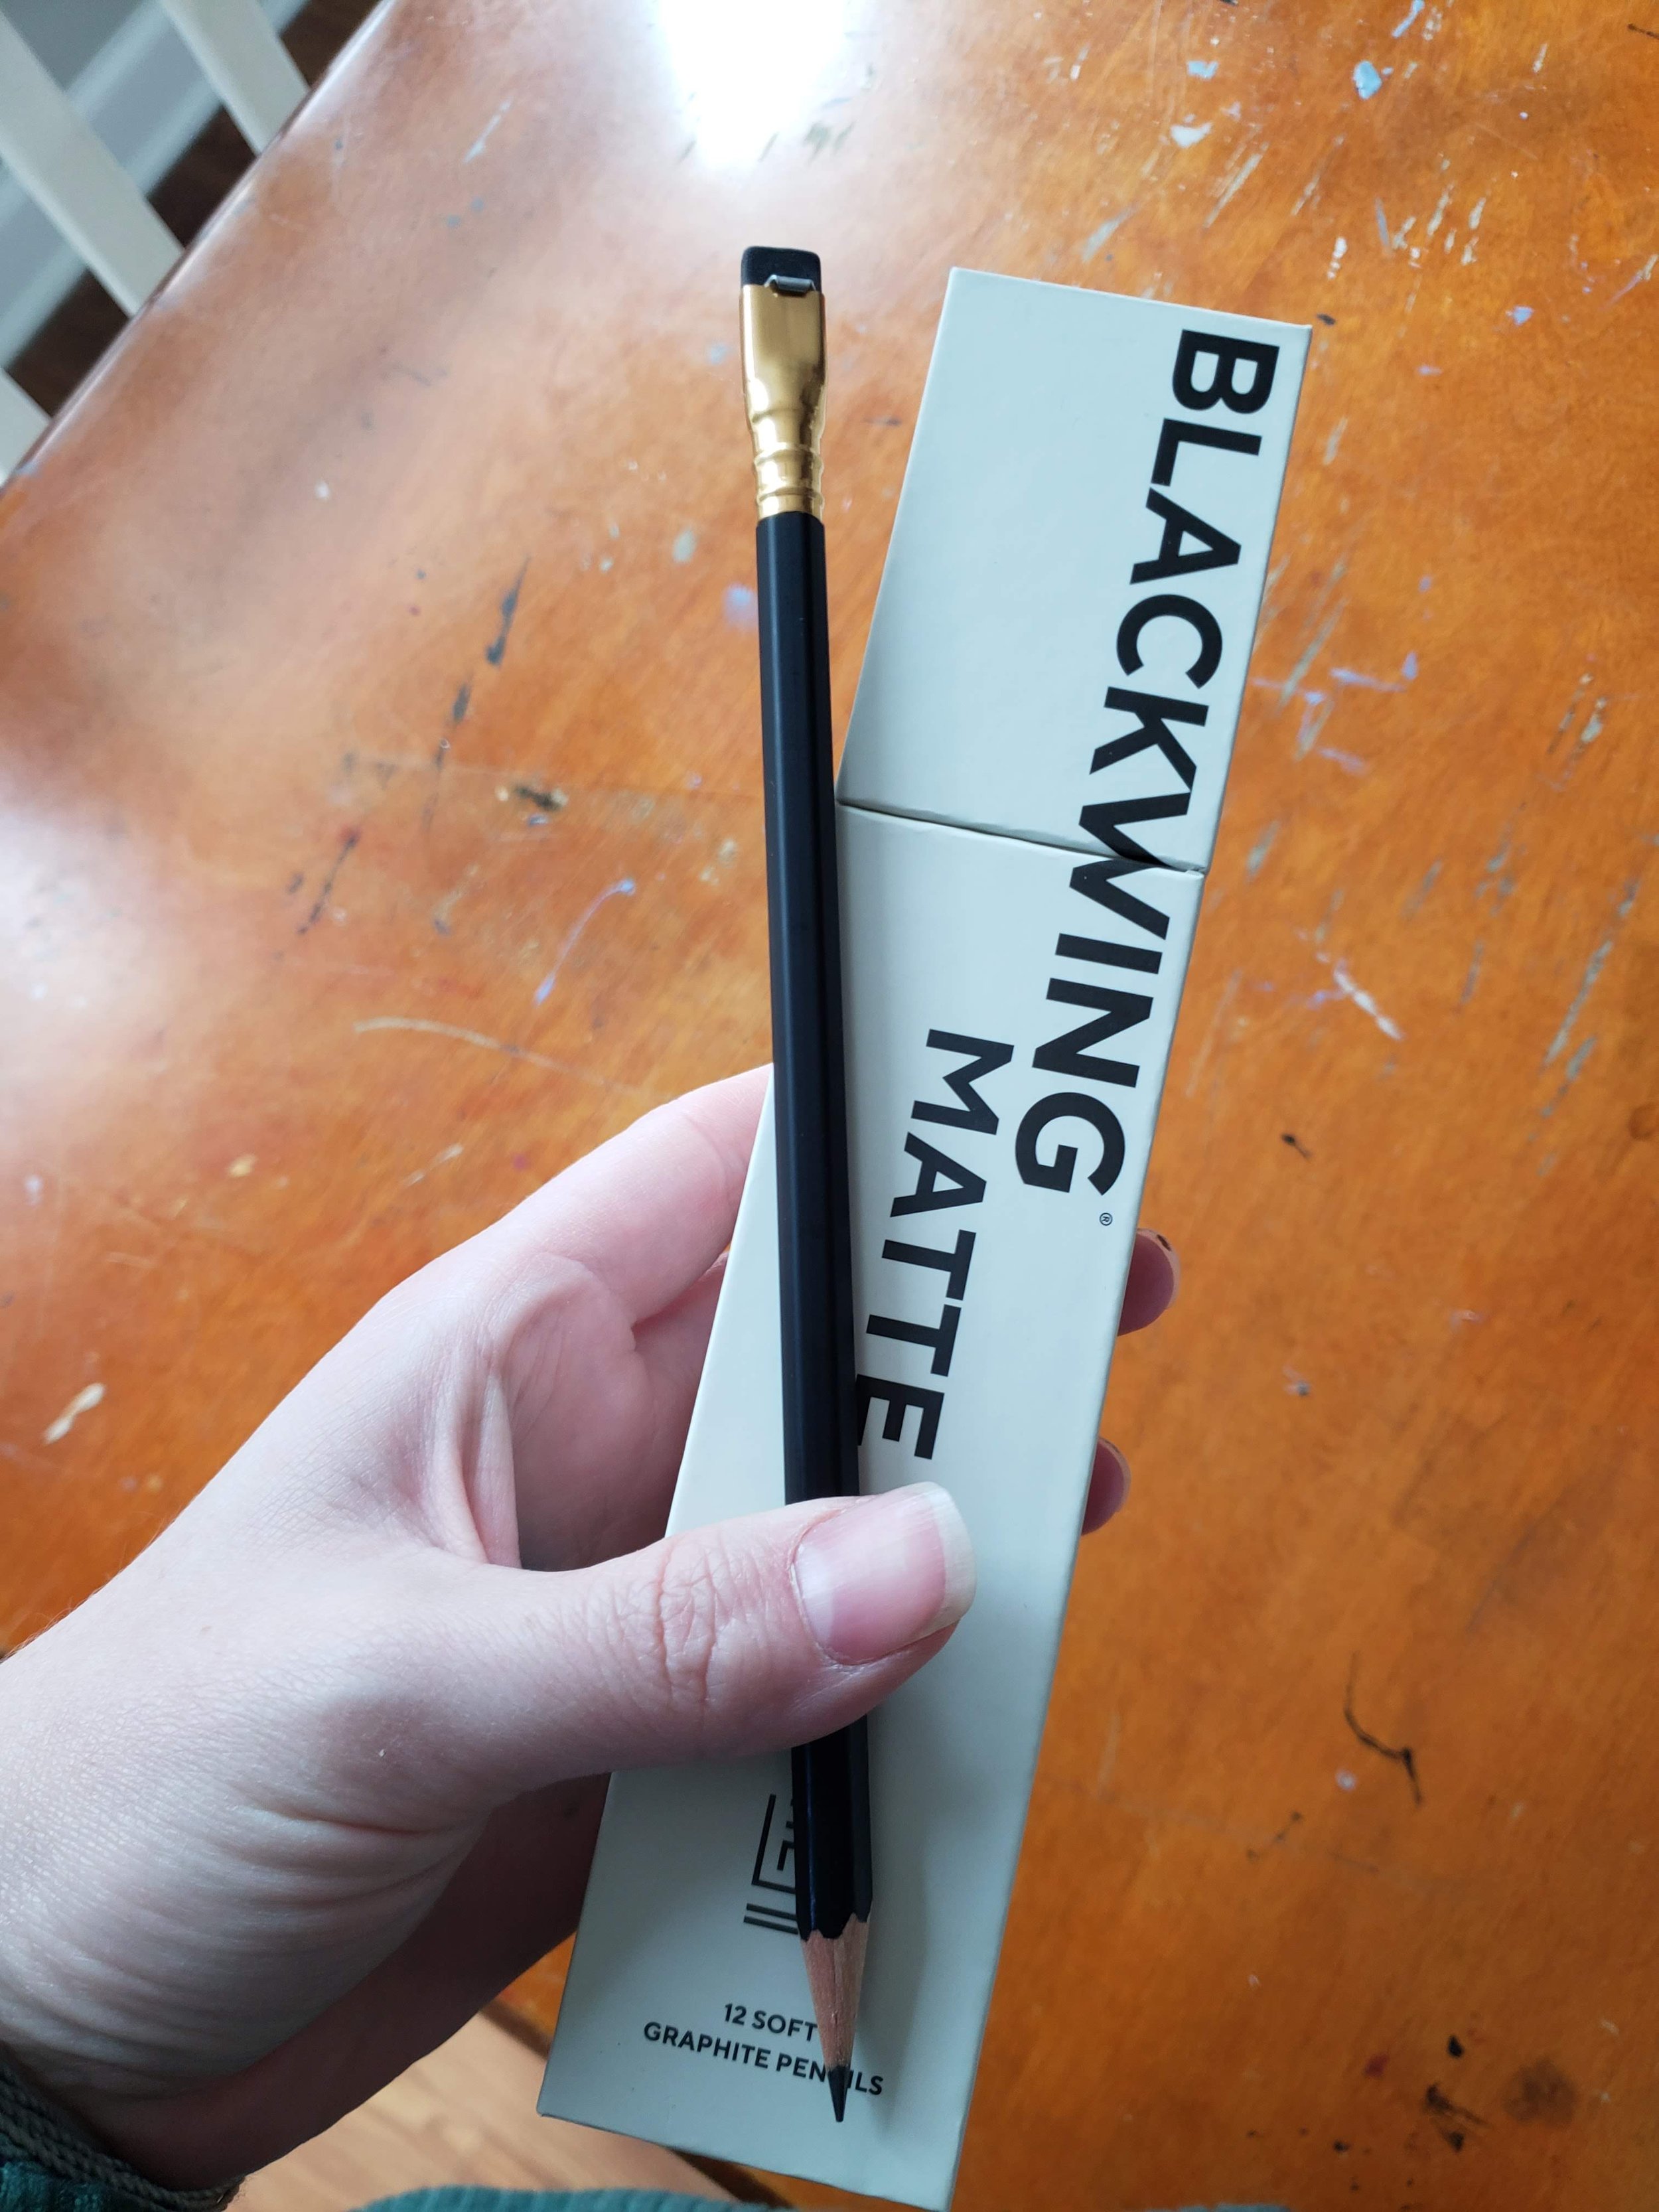 BLACKWING®
MATTE
12 SOFT
GRAPHITE PENCILS